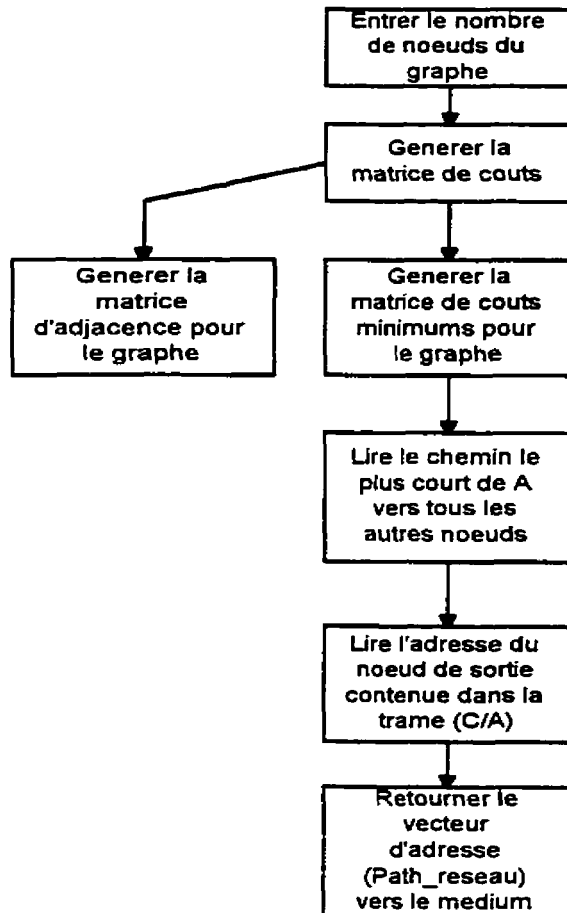 Entrer le nombre
de noeuds du
graphe
Generer la
matrice de couts
Generer la
matrice
d'adjacence pour
le graphe
Generer la
matrice de couts
minimums pour
le graphe
Lire le chemin le
plus court de A
vers tous les
autres noeuds
Lire l'adresse du
noeud de sortie
contenue dans la
trame (C/A)
Retourner le
vecteur
d'adresse
(Path_reseau)
vers le medium